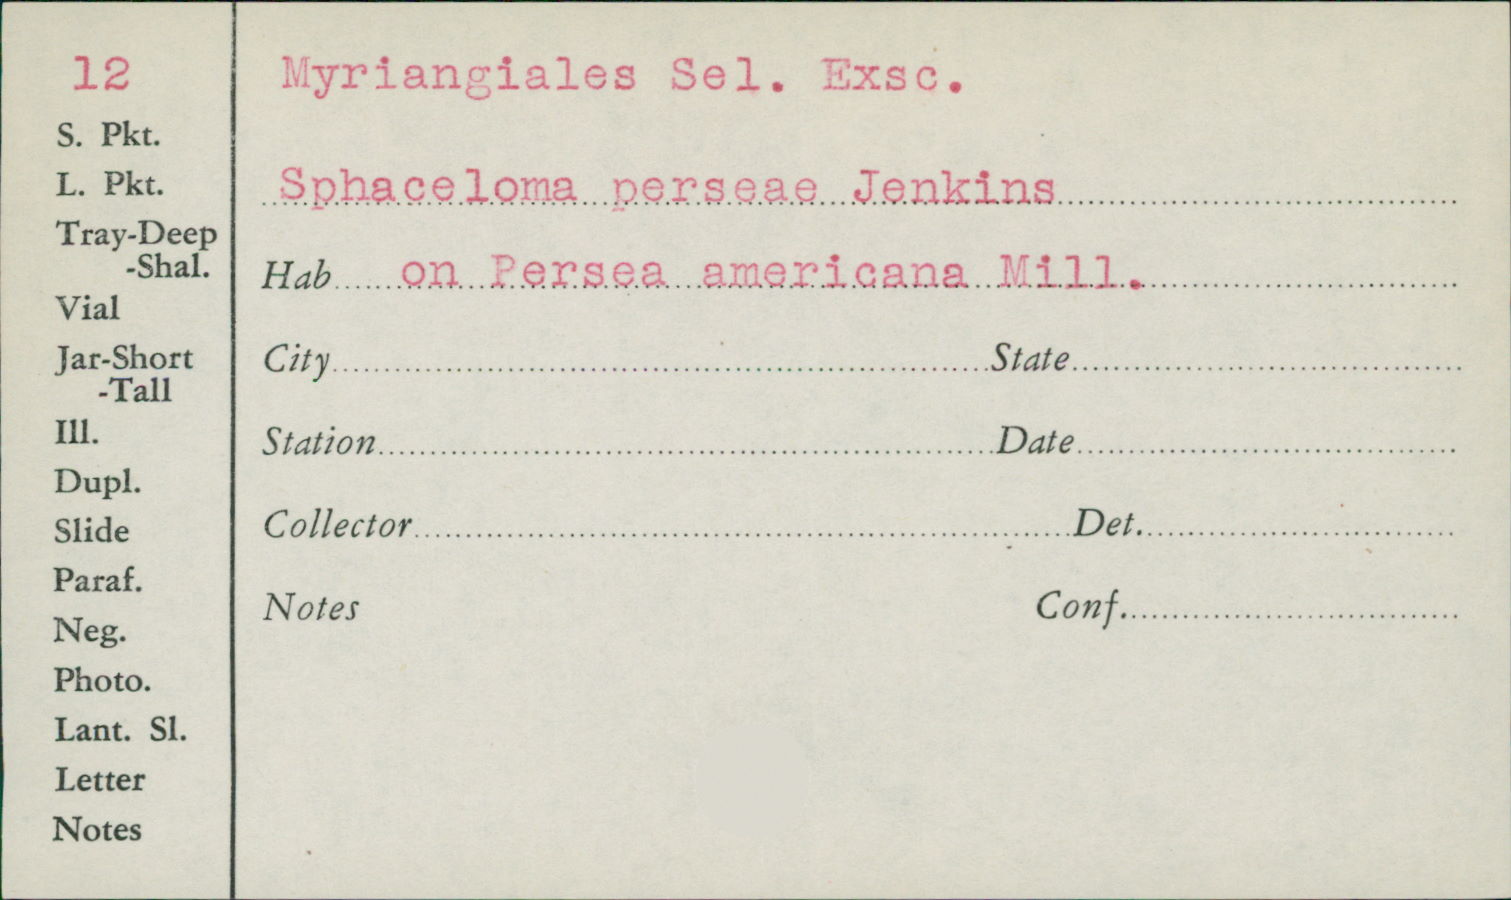 12
S. Pkt.
L. Pkt.
Tray-Deep
-Shal.
Vial
Jar-Short
-Tall
Ill.
Dupl.
Slide
Paraf.
Neg.
Photo.
Lant. Sl.
Letter
Notes
Myriangiales Sel. Exsc.
Sphaceloma perseae Jenkins
Hab on Persea americana Mill.
City State
Station Date
Collector Det.
Notes Conf.